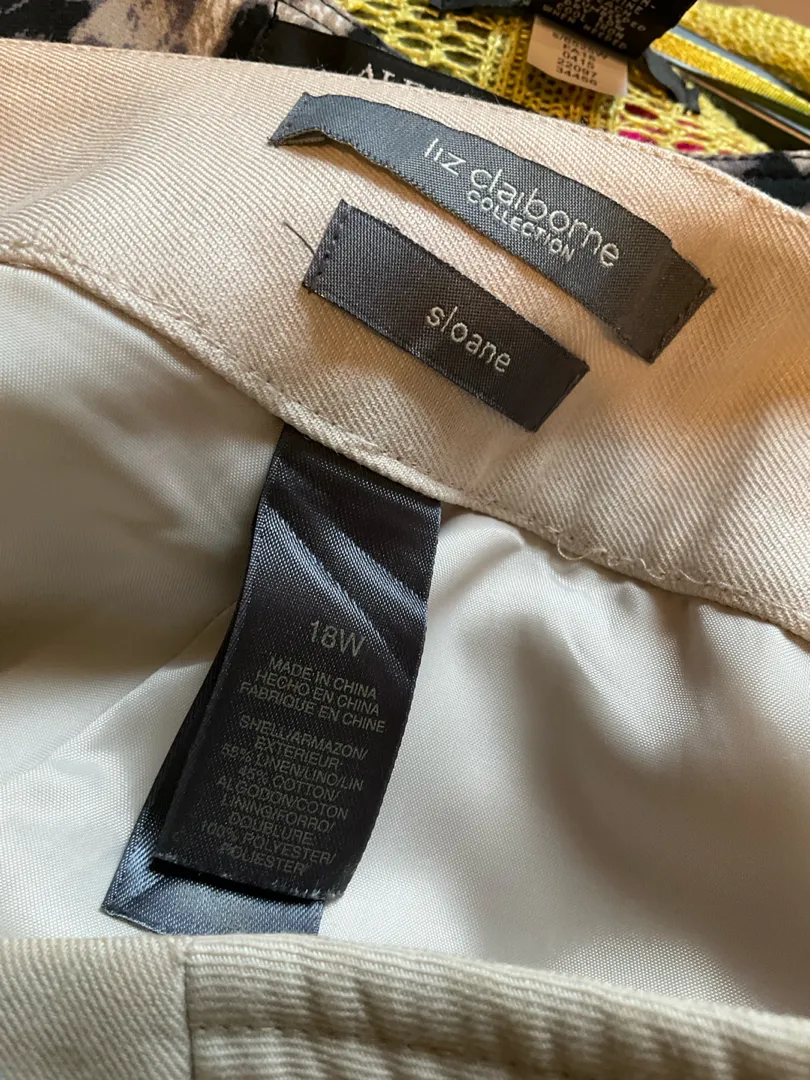 34486
liz claiborne
COLLECTION
sloane
18W
MADE IN CHINA
HECHO EN CHINA
FABRIQUE EN CHINE
SHELL/ARMAZON/
EXTERIEUR
55% LINEN/LINO/LIN
45% COTTON/
ALGODON/COTON
LINING/FORRO/
DOUBLURE
100% POLYESTER/
POLIESTER